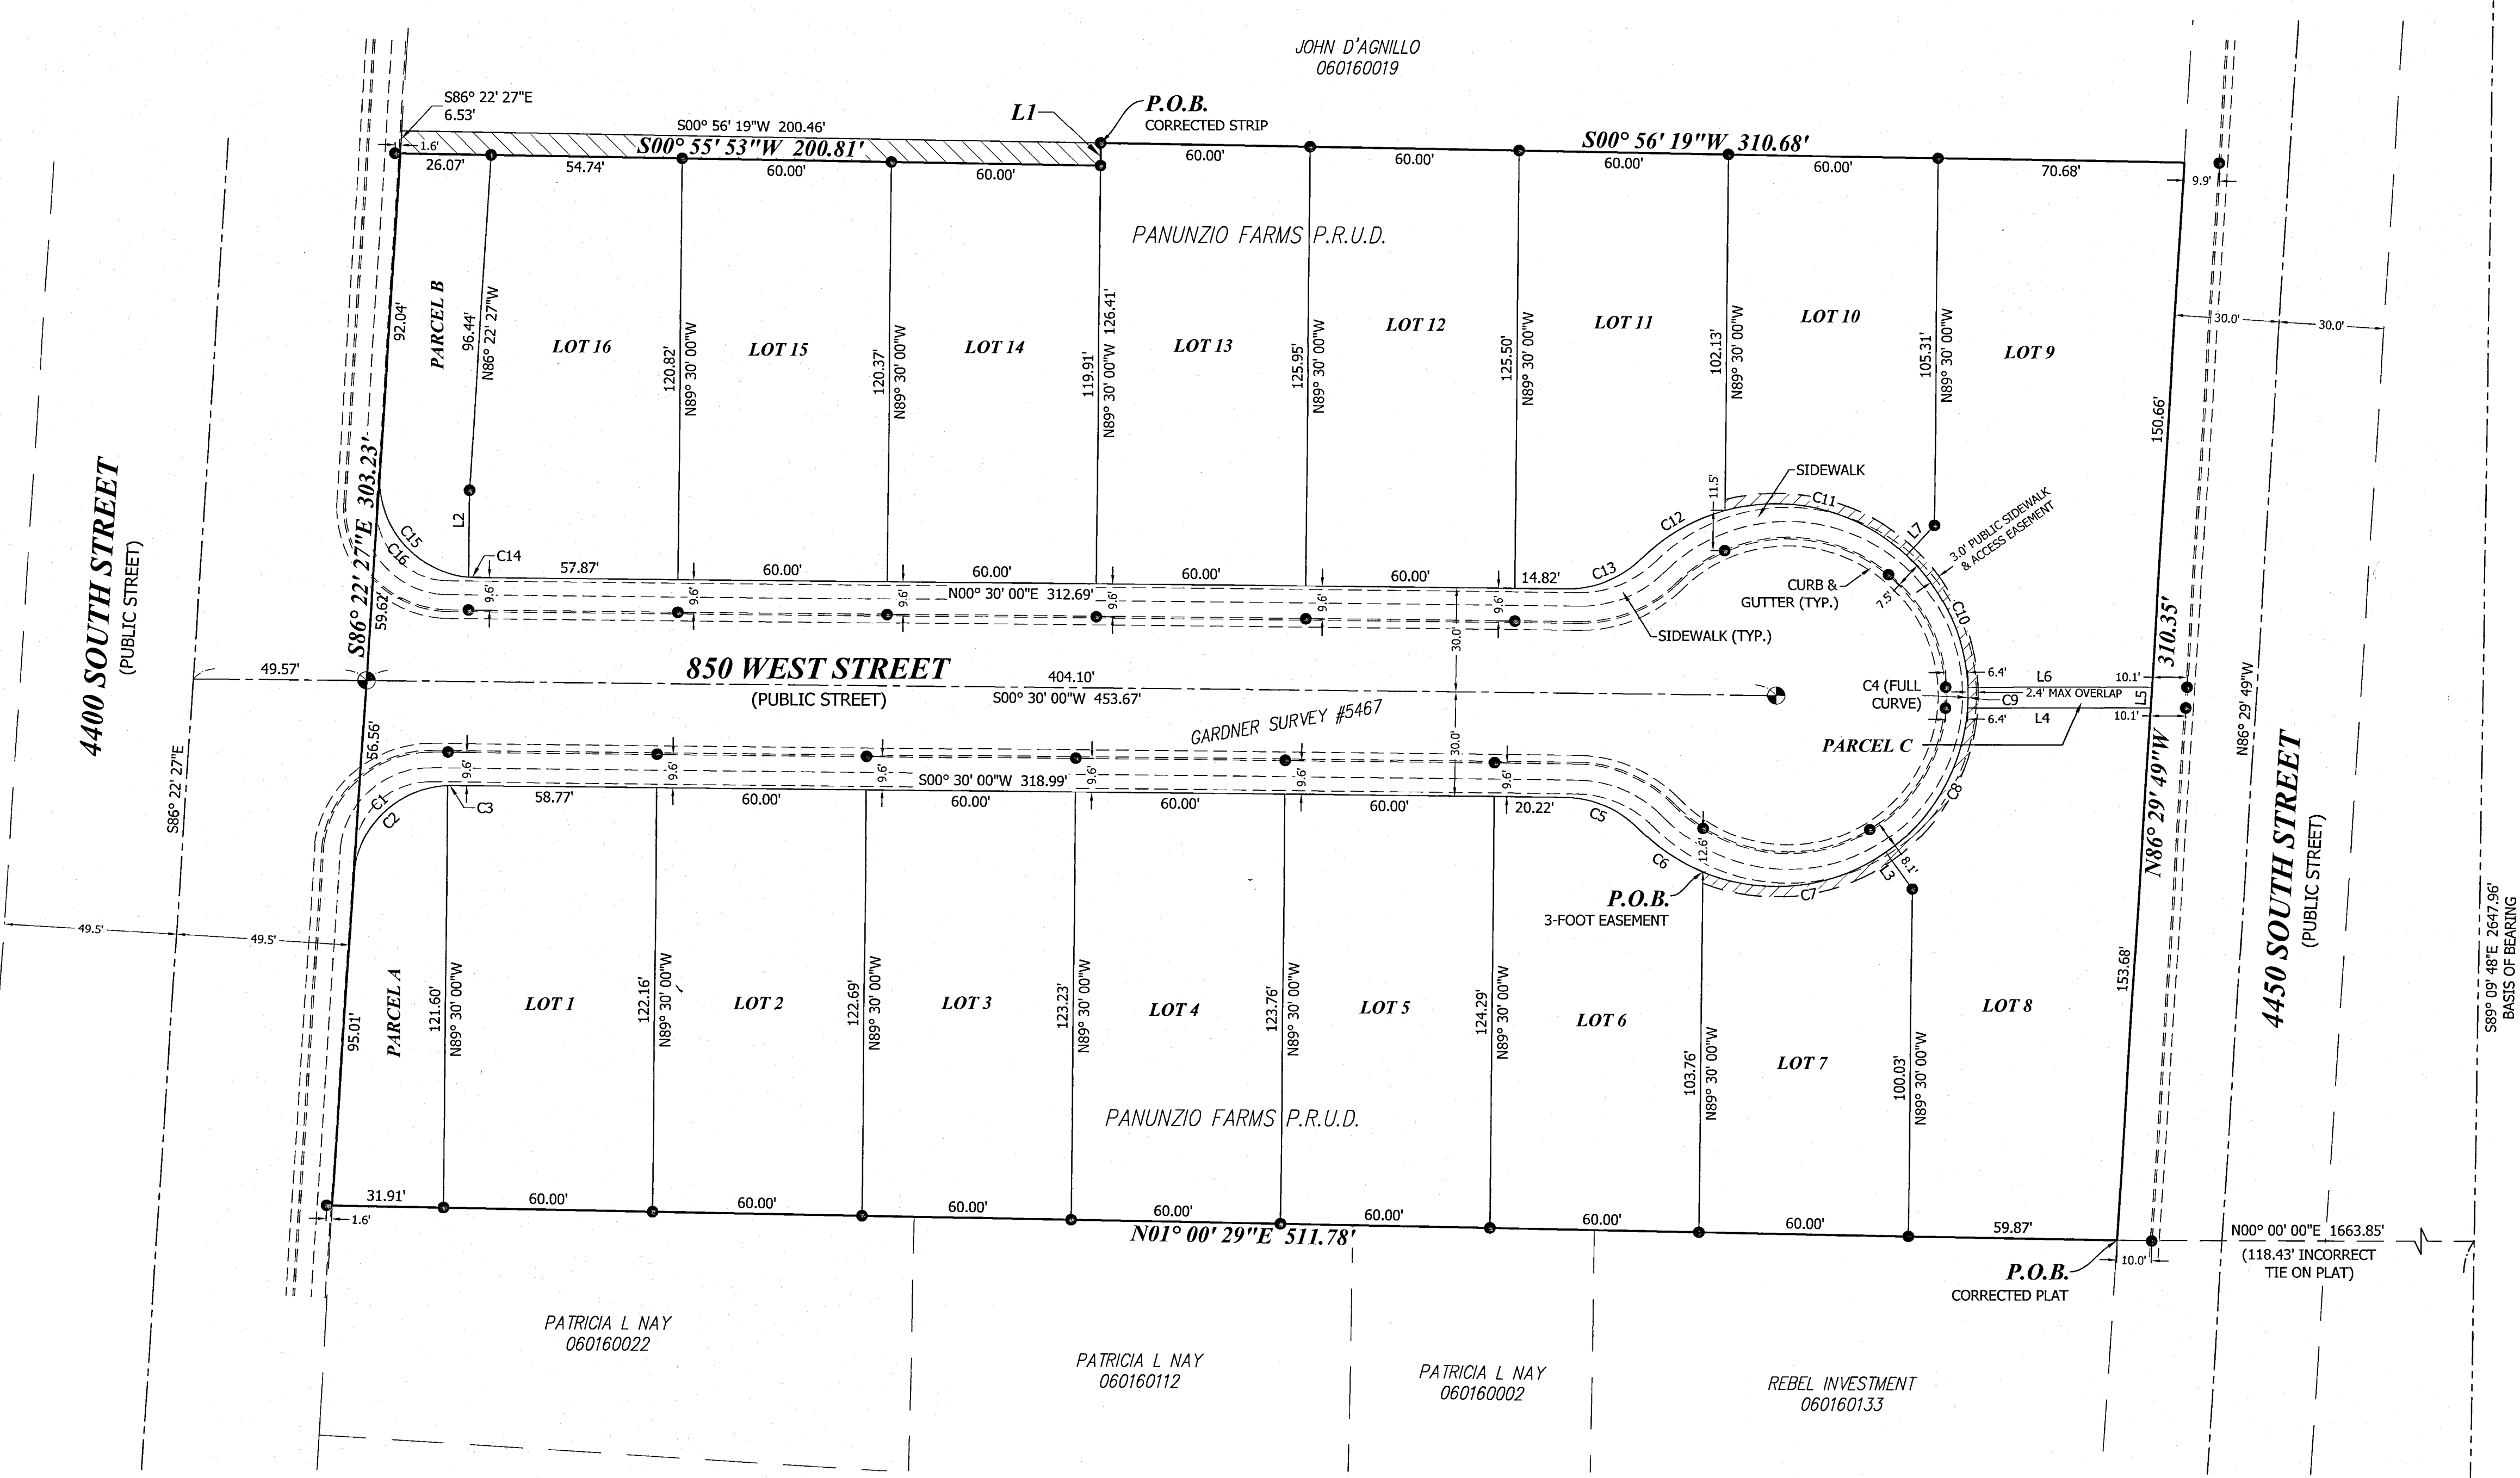 JOHN D'AGNILLO
060160019
S86° 22' 27"E
6.53'
L1
P.O.B.
CORRECTED STRIP
S00° 56' 19"W 200.46'
S00° 55' 53"W 200.81'
S00° 56' 19"W 310.68'
1.6'
26.07'
54.74'
60.00'
60.00'
60.00'
60.00'
60.00'
60.00'
70.68'
9.9'
PANUNZIO FARMS P.R.U.D.
92.04'
PARCEL B
96.44'
N86° 22' 27"W
LOT 16
120.82'
N89° 30' 00"W
LOT 15
120.37'
N89° 30' 00"W
LOT 14
119.91'
N89° 30' 00"W 126.41'
LOT 13
125.95'
N89° 30' 00"W
LOT 12
125.50'
N89° 30' 00"W
LOT 11
102.13'
N89° 30' 00"W
LOT 10
105.31'
N89° 30' 00"W
LOT 9
150.66'
30.0'
30.0'
S86° 22' 27"E 303.23'
L2
C15
C16
C14
59.62'
57.87'
60.00'
60.00'
60.00'
60.00'
14.82'
N00° 30' 00"E 312.69'
9.6'
9.6'
9.6'
9.6'
9.6'
9.6'
C13
C12
11.5'
SIDEWALK
C11
L7
3.0' PUBLIC SIDEWALK
& ACCESS EASEMENT
CURB &
GUTTER (TYP.)
7.5'
C10
SIDEWALK (TYP.)
30.0'
4400 SOUTH STREET
(PUBLIC STREET)
49.57'
850 WEST STREET
(PUBLIC STREET)
404.10'
S00° 30' 00"W 453.67'
GARDNER SURVEY #5467
30.0'
C4 (FULL
CURVE)
6.4'
L6
10.1'
C9
2.4' MAX OVERLAP
L5
6.4'
L4
10.1'
PARCEL C
310.35'
N86° 29' 49"W
N86° 29' 49"W
4450 SOUTH STREET
(PUBLIC STREET)
S89° 09' 48"E 2647.96'
BASIS OF BEARING
S86° 22' 27"E
56.56'
C1
C2
C3
9.6'
9.6'
9.6'
9.6'
9.6'
9.6'
S00° 30' 00"W 318.99'
58.77'
60.00'
60.00'
60.00'
60.00'
20.22'
C5
C6
12.6'
C7
C8
8.1'
L3
P.O.B.
3-FOOT EASEMENT
49.5'
49.5'
95.01'
PARCEL A
121.60'
N89° 30' 00"W
LOT 1
122.16'
N89° 30' 00"W
LOT 2
122.69'
N89° 30' 00"W
LOT 3
123.23'
N89° 30' 00"W
LOT 4
123.76'
N89° 30' 00"W
LOT 5
124.29'
N89° 30' 00"W
LOT 6
103.76'
N89° 30' 00"W
LOT 7
100.03'
N89° 30' 00"W
LOT 8
153.68'
PANUNZIO FARMS P.R.U.D.
31.91'
1.6'
60.00'
60.00'
60.00'
60.00'
60.00'
60.00'
60.00'
59.87'
N01° 00' 29"E 511.78'
10.0'
P.O.B.
CORRECTED PLAT
N00° 00' 00"E 1663.85'
(118.43' INCORRECT
TIE ON PLAT)
PATRICIA L NAY
060160022
PATRICIA L NAY
060160112
PATRICIA L NAY
060160002
REBEL INVESTMENT
060160133